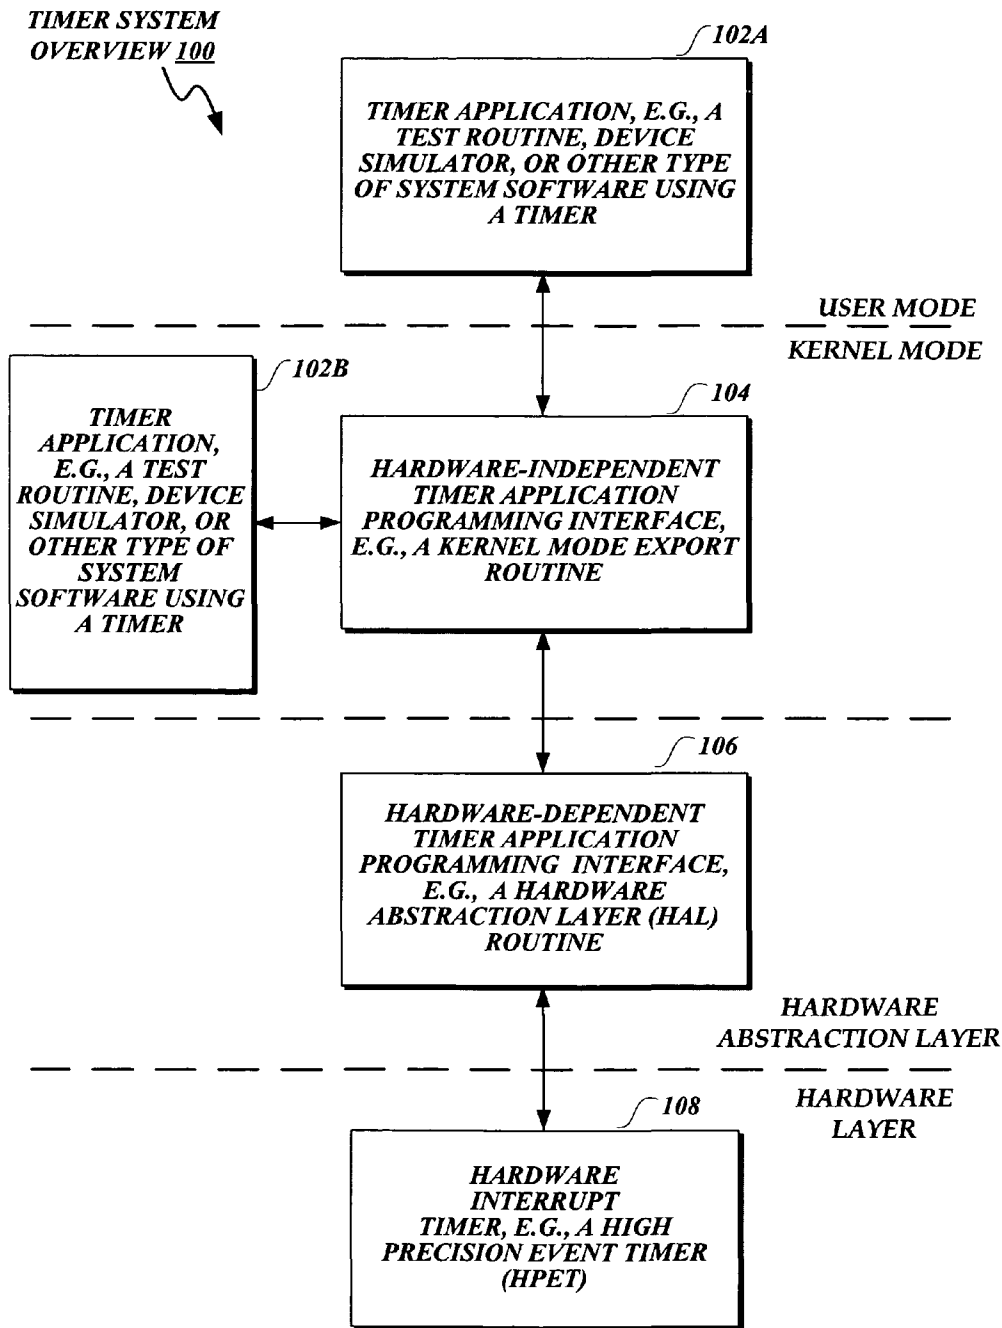 TIMER SYSTEM
OVERVIEW 100
102A
TIMER APPLICATION, E.G., A
TEST ROUTINE, DEVICE
SIMULATOR, OR OTHER TYPE
OF SYSTEM SOFTWARE USING
A TIMER
USER MODE
KERNEL MODE
102B
TIMER
APPLICATION,
E.G., A TEST
ROUTINE, DEVICE
SIMULATOR, OR
OTHER TYPE OF
SYSTEM
SOFTWARE USING
A TIMER
104
HARDWARE-INDEPENDENT
TIMER APPLICATION
PROGRAMMING INTERFACE,
E.G., A KERNEL MODE EXPORT
ROUTINE
106
HARDWARE-DEPENDENT
TIMER APPLICATION
PROGRAMMING INTERFACE,
E.G., A HARDWARE
ABSTRACTION LAYER (HAL)
ROUTINE
HARDWARE
ABSTRACTION LAYER
HARDWARE
LAYER
108
HARDWARE
INTERRUPT
TIMER, E.G., A HIGH
PRECISION EVENT TIMER
(HPET)